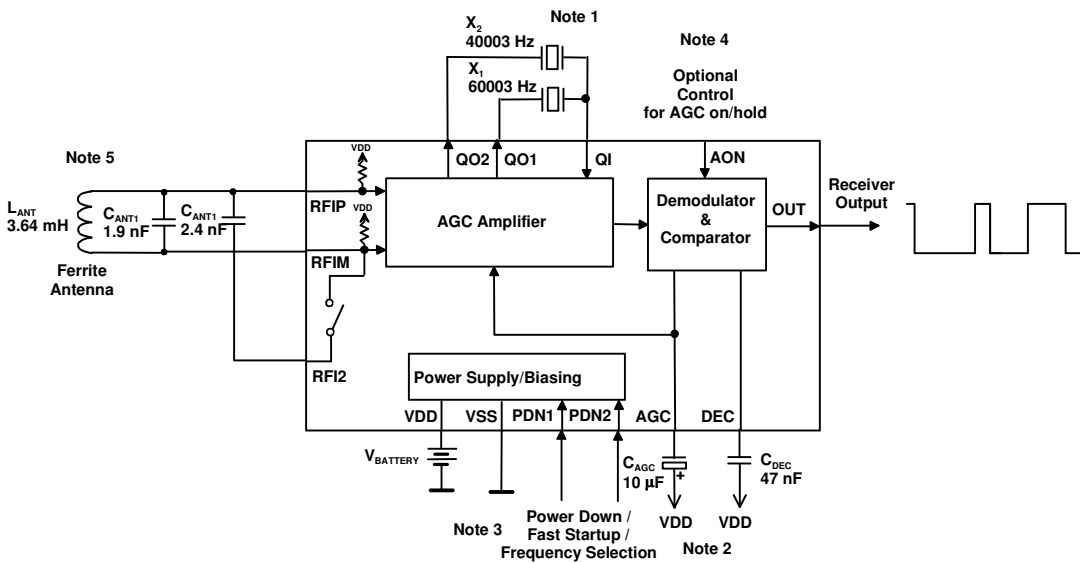 X2
40003 Hz
Note 1
X1
60003 Hz
Note 4
Optional
Control
for AGC on/hold
Note 5
VDD
QO2
QO1
QI
AON
LANT
3.64 mH
CANT1
1.9 nF
CANT1
2.4 nF
RFIP
VDD
RFIM
AGC Amplifier
Demodulator
&
Comparator
OUT
Receiver
Output
Ferrite
Antenna
RFI2
Power Supply/Biasing
VDD
VSS
PDN1
PDN2
AGC
DEC
VBATTERY
CAGC
10 µF
+
CDEC
47 nF
Note 3
Power Down /
Fast Startup /
Frequency Selection
VDD
VDD
Note 2